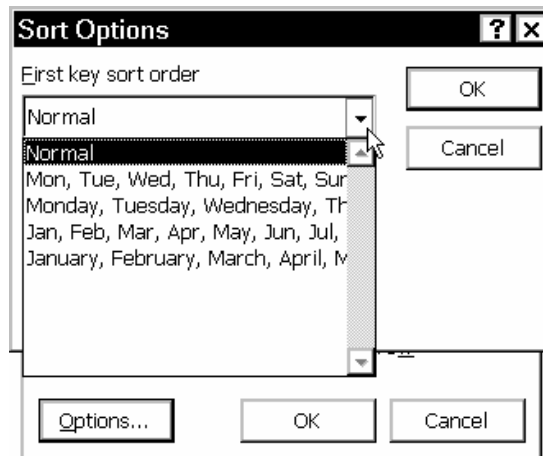 Sort Options
First key sort order
OK
Normal
Cancel
Normal
Mon, Tue, Wed, Thu, Fri, Sat, Sun
Monday, Tuesday, Wednesday, Th
Jan, Feb, Mar, Apr, May, Jun, Jul,
January, February, March, April, M
Options... OK Cancel